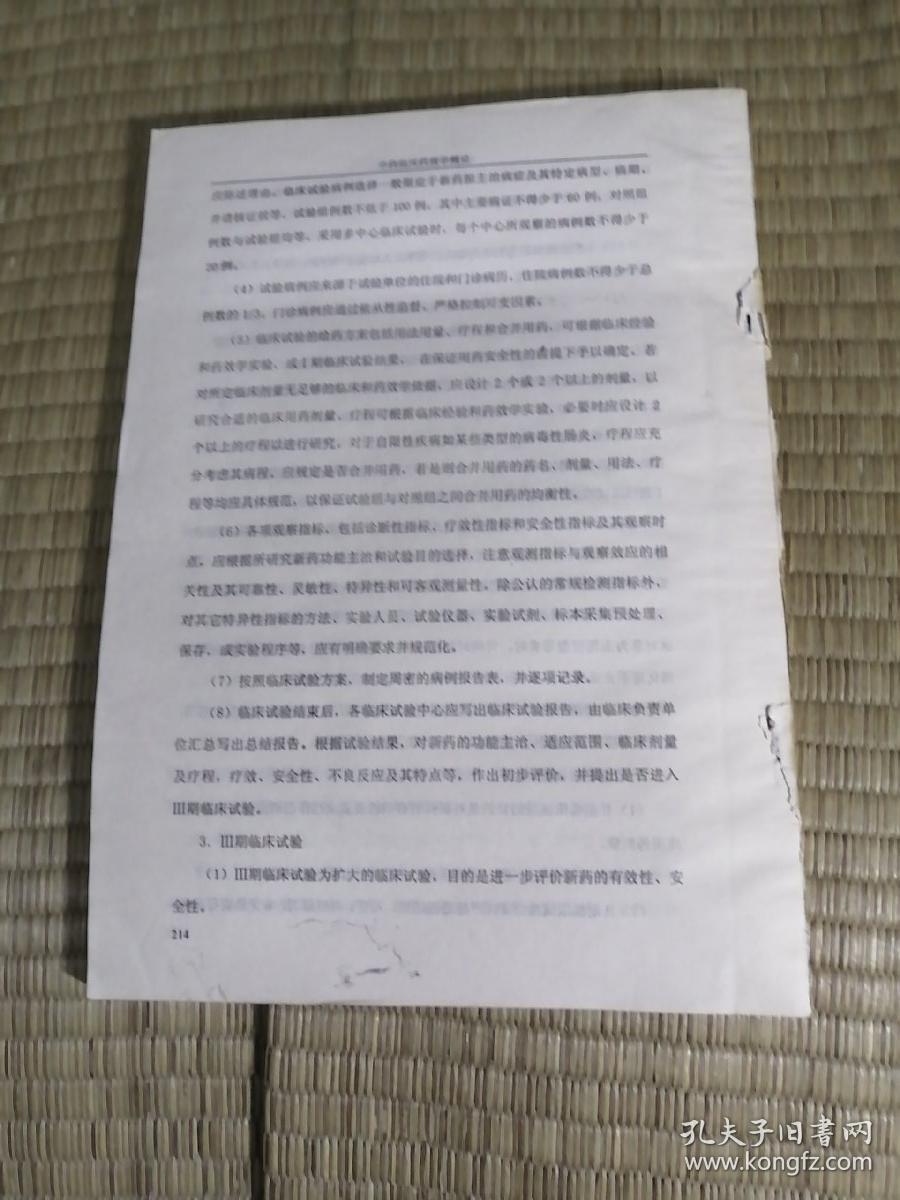 中药临床药理学概论
应陈述理由。临床试验病例选择一般限定于新药拟主治病症及其特定病型、病期,
并请核证候等。试验组例数不低于 100 例,其中主要病证不得少于 60 例,对照组
例数与试验组均等。采用多中心临床试验时,每个中心所观察的病例数不得少于
20 例。
(4)试验病例应来源于试验单位的住院和门诊病历,住院病例数不得少于总
例数的 1/3。门诊病例应通过依从性监督,严格控制可变因素。
(5)临床试验的给药方案包括用法用量、疗程和合并用药,可根据临床经验
和药效学实验,或Ⅰ期临床试验结果,在保证用药安全性的前提下予以确定。若
对所定临床剂量无足够的临床和药效学依据,应设计 2 个或 2 个以上的剂量,以
研究合适的临床用药剂量。疗程可根据临床经验和药效学实验,必要时应设计 2
个以上的疗程以进行研究,对于自限性疾病如某些类型的病毒性肠炎,疗程应充
分考虑其病程。应规定是否合并用药,若是则合并用药的药名、剂量、用法、疗
程等均应具体规范,以保证试验组与对照组之间合并用药的均衡性。
(6)各项观察指标,包括诊断性指标、疗效性指标和安全性指标及其观察时
点,应根据所研究新药功能主治和试验目的选择,注意观测指标与观察效应的相
关性及其可靠性、灵敏性、特异性和可客观测量性。除公认的常规检测指标外,
对其它特异性指标的方法、实验人员、试验仪器、实验试剂、标本采集预处理、
保存,或实验程序等,应有明确要求并规范化。
(7)按照临床试验方案,制定周密的病例报告表,并逐项记录。
(8)临床试验结束后,各临床试验中心应写出临床试验报告,由临床负责单
位汇总写出总结报告。根据试验结果,对新药的功能主治、适应范围、临床剂量
及疗程,疗效、安全性、不良反应及其特点等,作出初步评价,并提出是否进入
Ⅲ期临床试验。
3. Ⅲ期临床试验
(1)Ⅲ期临床试验为扩大的临床试验,目的是进一步评价新药的有效性、安
全性。
214
孔夫子旧书网
www.kongfz.com